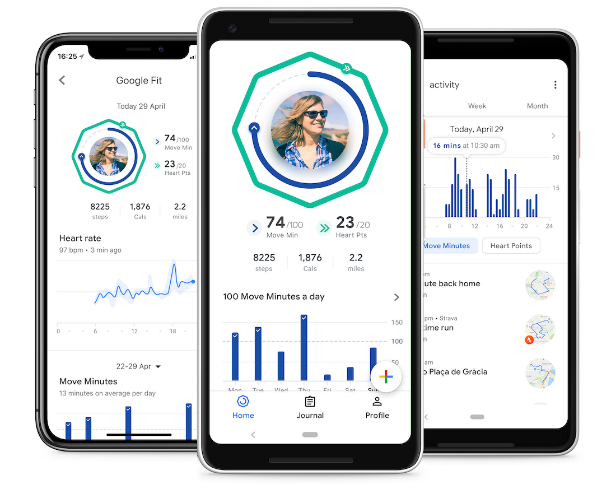 16:25
Google Fit
Today 29 April
74/100
Move Min
23/20
Heart Pts
8225 1,876 2.2
steps Cals miles
Heart rate
97 bpm • 3 min ago
0 6 12 18
22-29 Apr
Move Minutes
13 minutes on average per day
74/100 23/20
Move Min Heart Pts
8225 1,876 2.2
steps Cals miles
100 Move Minutes a day
150
100
50
Mon Tue Wed Thu Fri Sat Sun
Home Journal Profile
activity
Week Month
Today, April 29
16 mins at 10:30 am
30
15
8 12 16 20 24
Move Minutes Heart Points
back home
Strava
run
Plaça de Gràcia